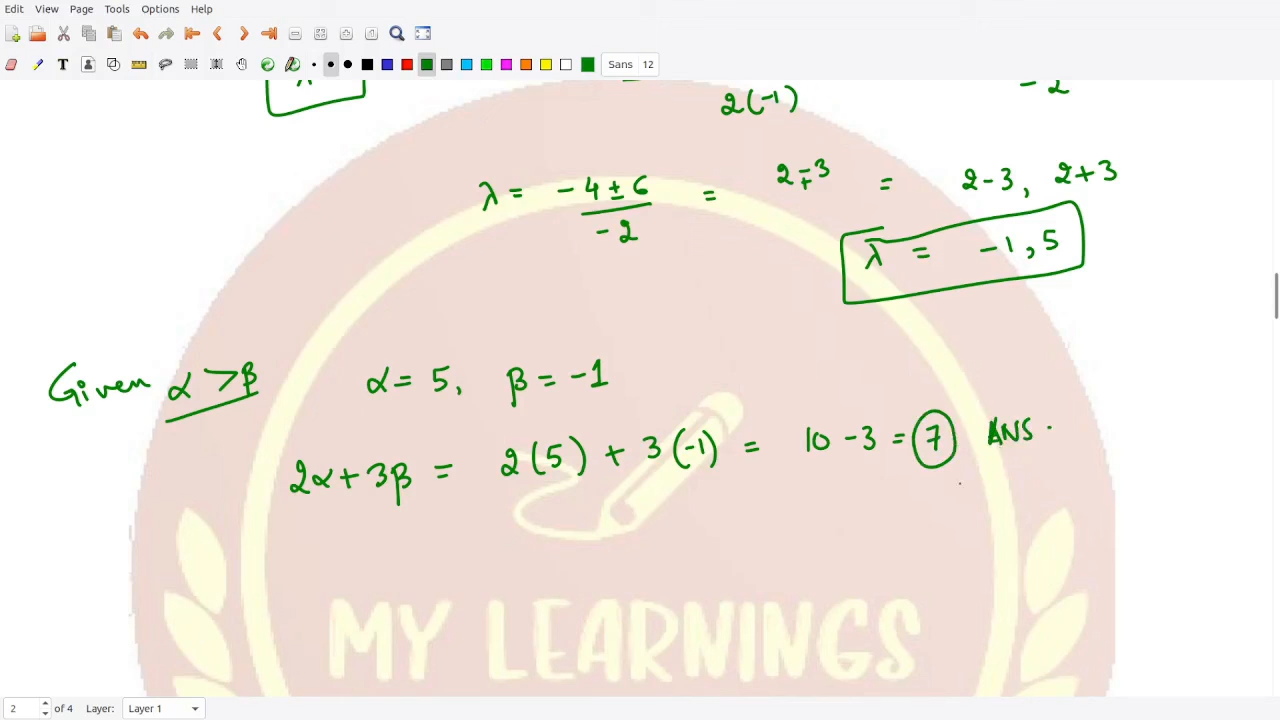 Edit View Page Tools Options Help
T Sans 12
2(-1) - 2
λ = -4 ± 6 / -2 = 2 ∓ 3 = 2-3, 2+3
λ = -1, 5
Given α > β α = 5, β = -1
2α + 3β = 2(5) + 3(-1) = 10 - 3 = 7 ANS.
MY LEARNINGS
2 of 4 Layer: Layer 1